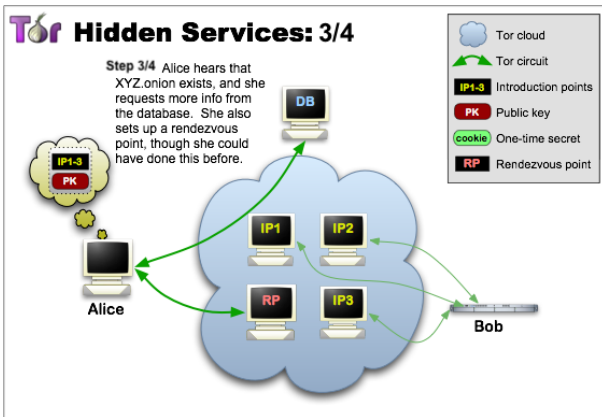 Tor Hidden Services: 3/4
Step 3/4 Alice hears that
XYZ.onion exists, and she
requests more info from
the database. She also
sets up a rendezvous
point, though she could
have done this before.
Tor cloud
Tor circuit
IP1-3 Introduction points
PK Public key
cookie One-time secret
RP Rendezvous point
DB
IP1-3
PK
IP1
IP2
RP
IP3
Alice
Bob